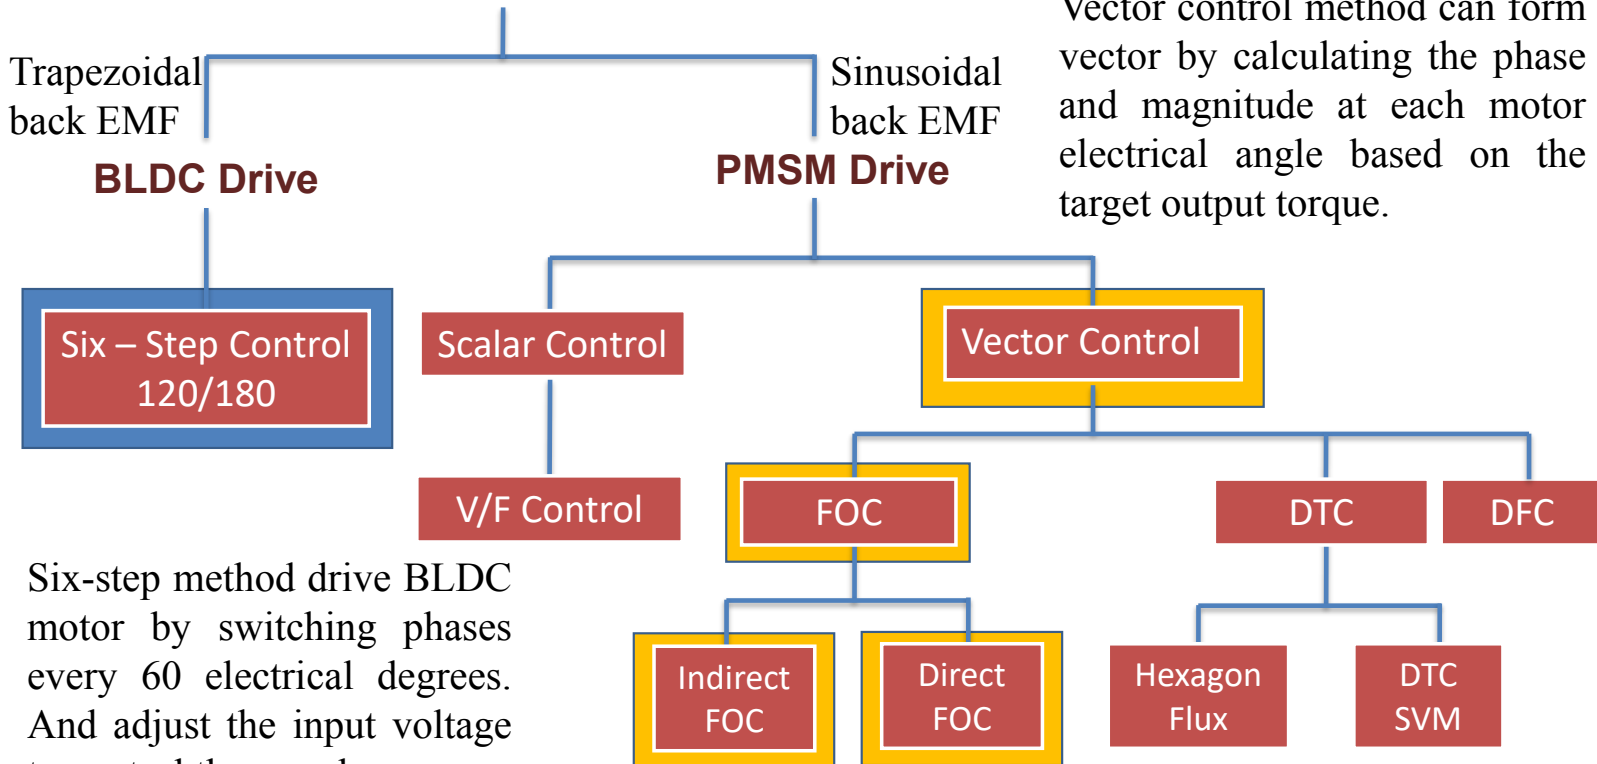 Vector control method can form
vector by calculating the phase
and magnitude at each motor
electrical angle based on the
target output torque.
Trapezoidal
back EMF
Sinusoidal
back EMF
BLDC Drive
PMSM Drive
Six – Step Control
120/180
Scalar Control
Vector Control
V/F Control
FOC
DTC
DFC
Six-step method drive BLDC
motor by switching phases
every 60 electrical degrees.
And adjust the input voltage
Indirect
FOC
Direct
FOC
Hexagon
Flux
DTC
SVM